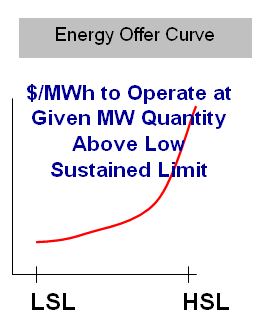 Energy Offer Curve
$/MWh to Operate at
Given MW Quantity
Above Low
Sustained Limit
LSL HSL